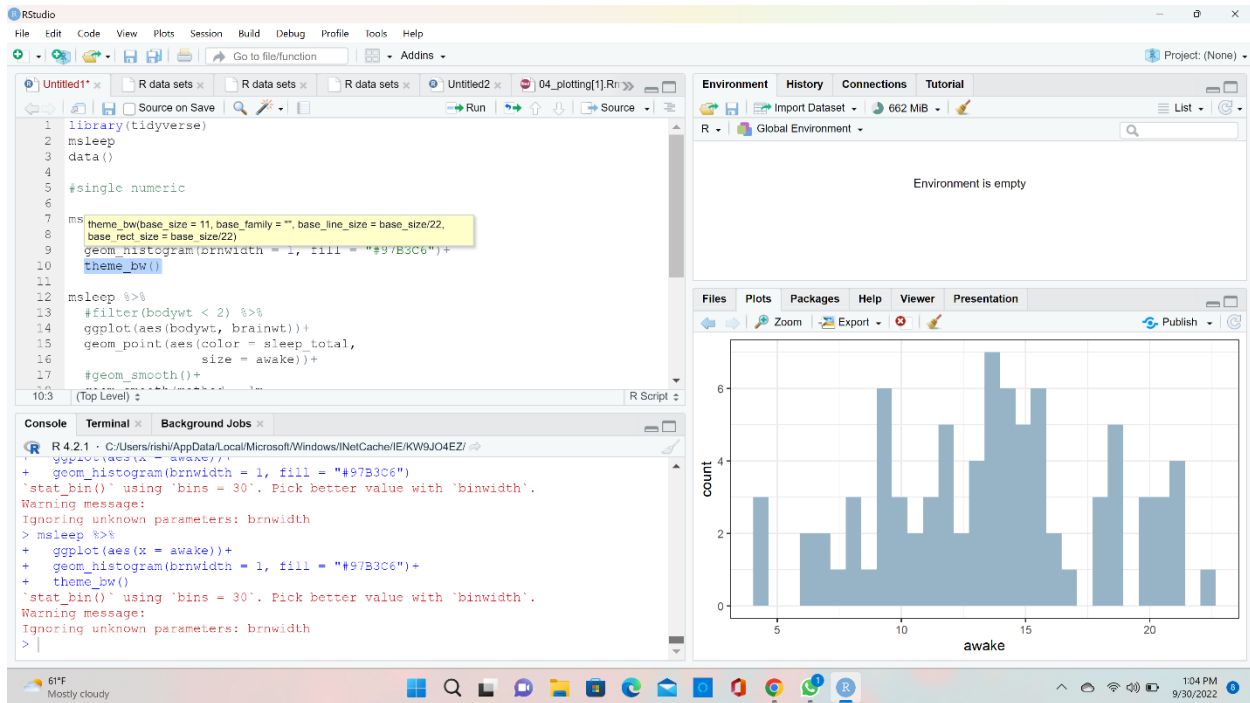 RStudio
File Edit Code View Plots Session Build Debug Profile Tools Help
Go to file/function Addins Project: (None)
Untitled1* R data sets R data sets R data sets Untitled2 04_plotting[1].Rn
Source on Save Run Source
1 library(tidyverse)
2 msleep
3 data()
4
5 #single numeric
6
7 ms
theme_bw(base_size = 11, base_family = "", base_line_size = base_size/22,
base_rect_size = base_size/22)
8
9 geom_histogram(brnwidth = 1, fill = "#97B3C6")+
10 theme_bw()
11
12 msleep %>%
13 #filter(bodywt < 2) %>%
14 ggplot(aes(bodywt, brainwt))+
15 geom_point(aes(color = sleep_total,
16 size = awake))+
17 #geom_smooth()+
10:3 (Top Level) R Script
Console Terminal Background Jobs
R 4.2.1 · C:/Users/rishi/AppData/Local/Microsoft/Windows/INetCache/IE/KW9JO4EZ/
+ ggplot(aes(x = awake))+
+ geom_histogram(brnwidth = 1, fill = "#97B3C6")
`stat_bin()` using `bins = 30`. Pick better value with `binwidth`.
Warning message:
Ignoring unknown parameters: brnwidth
> msleep %>%
+ ggplot(aes(x = awake))+
+ geom_histogram(brnwidth = 1, fill = "#97B3C6")+
+ theme_bw()
`stat_bin()` using `bins = 30`. Pick better value with `binwidth`.
Warning message:
Ignoring unknown parameters: brnwidth
>
Environment History Connections Tutorial
Import Dataset 662 MiB List
R Global Environment
Environment is empty
Files Plots Packages Help Viewer Presentation
Zoom Export Publish
6
4
2
0
count
5 10 15 20
awake
61°F
Mostly cloudy
1
1:04 PM
9/30/2022
8